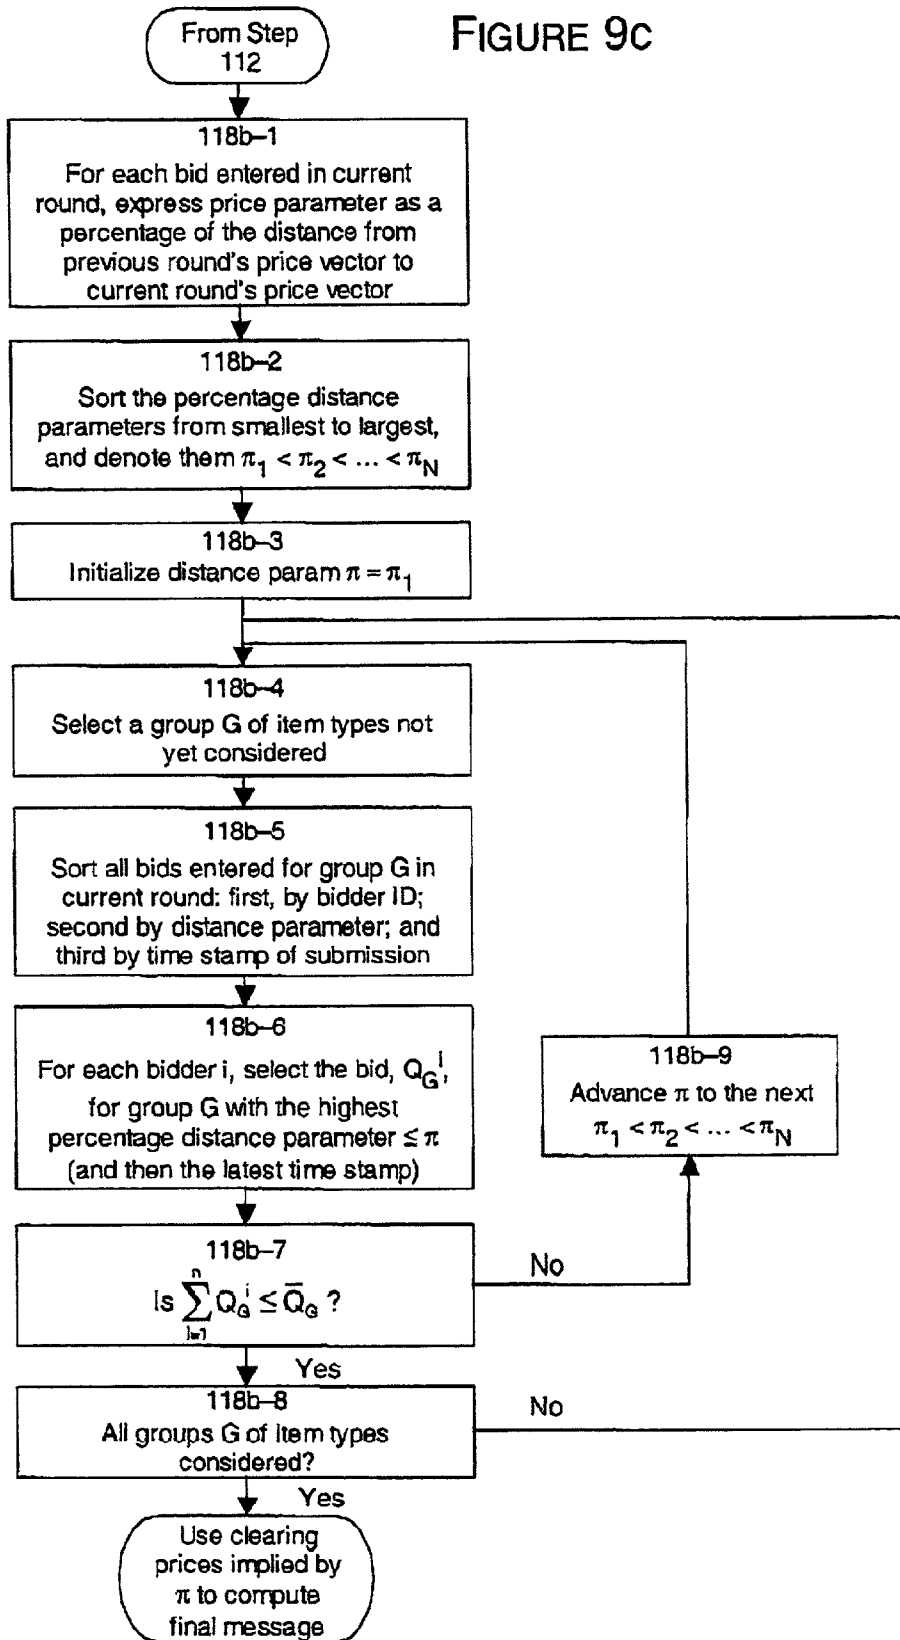 From Step
112
FIGURE 9c
118b–1
For each bid entered in current
round, express price parameter as a
percentage of the distance from
previous round's price vector to
current round's price vector
118b–2
Sort the percentage distance
parameters from smallest to largest,
and denote them π₁ < π₂ < ... < π_N
118b–3
Initialize distance param π = π₁
118b–4
Select a group G of item types not
yet considered
118b–5
Sort all bids entered for group G in
current round: first, by bidder ID;
second by distance parameter; and
third by time stamp of submission
118b–6
For each bidder i, select the bid, Q_G^i,
for group G with the highest
percentage distance parameter ≤ π
(and then the latest time stamp)
118b–9
Advance π to the next
π₁ < π₂ < ... < π_N
118b–7
Is ∑_{i=1}^{n} Q_G^i ≤ Q̅_G ?
No
Yes
118b–8
All groups G of item types
considered?
No
Yes
Use clearing
prices implied by
π to compute
final message